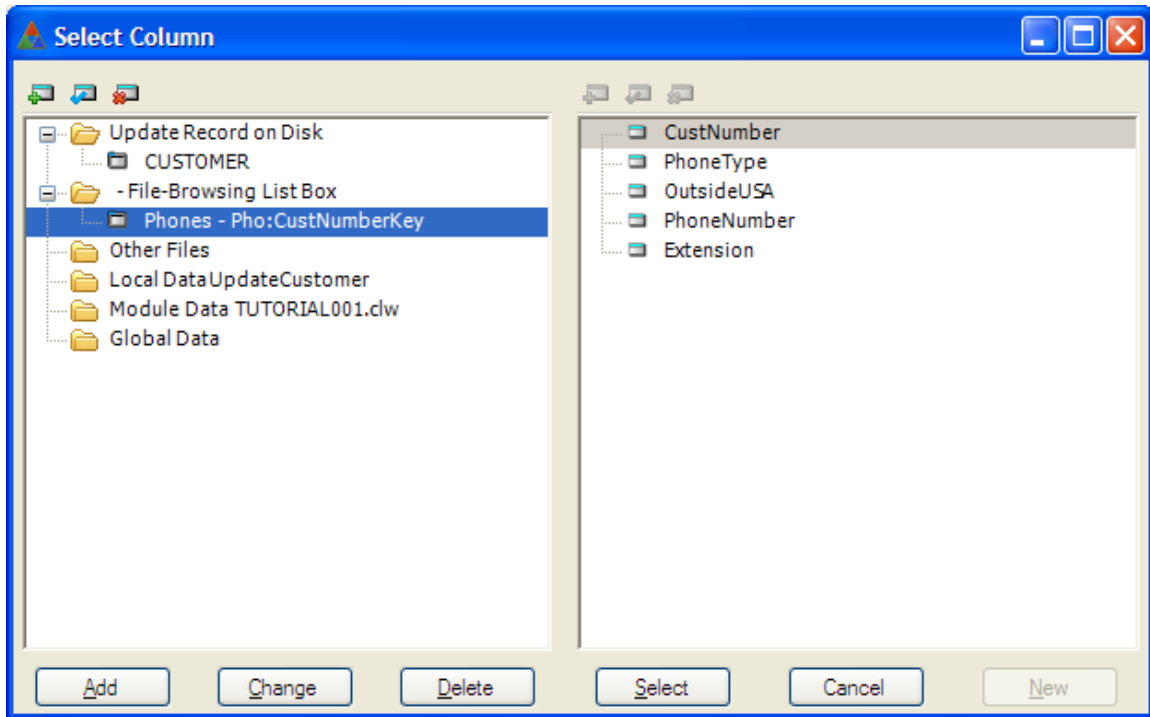 Select Column
Update Record on Disk
CUSTOMER
- File-Browsing List Box
Phones - Pho:CustNumberKey
Other Files
Local Data UpdateCustomer
Module Data TUTORIAL001.clw
Global Data
CustNumber
PhoneType
OutsideUSA
PhoneNumber
Extension
Add
Change
Delete
Select
Cancel
New